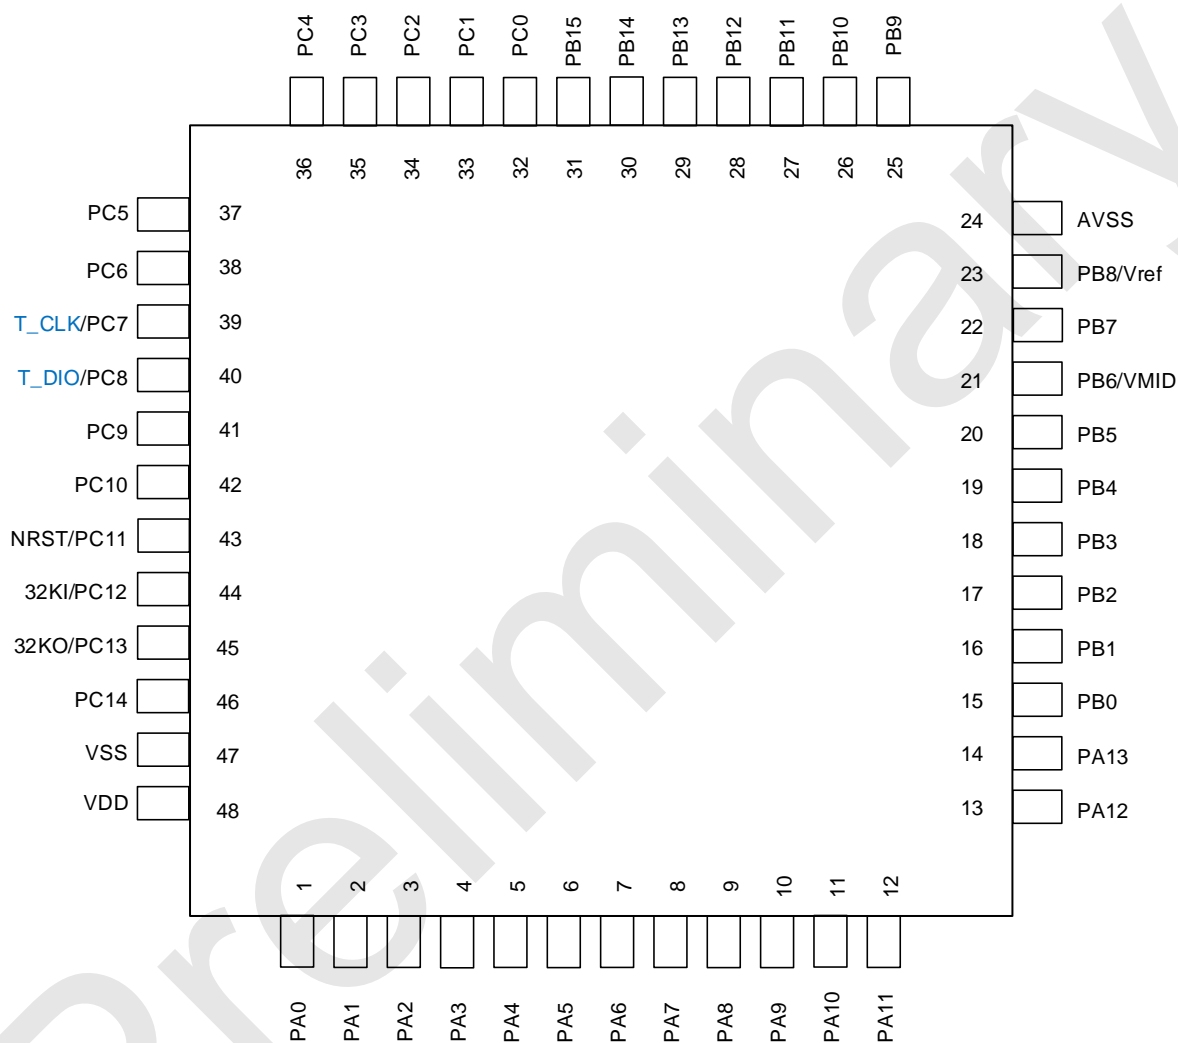 PC4 PC3 PC2 PC1 PC0 PB15 PB14 PB13 PB12 PB11 PB10 PB9
36 35 34 33 32 31 30 29 28 27 26 25
PC5 37
PC6 38
T_CLK/PC7 39
T_DIO/PC8 40
PC9 41
PC10 42
NRST/PC11 43
32KI/PC12 44
32KO/PC13 45
PC14 46
VSS 47
VDD 48
24 AVSS
23 PB8/Vref
22 PB7
21 PB6/VMID
20 PB5
19 PB4
18 PB3
17 PB2
16 PB1
15 PB0
14 PA13
13 PA12
1 2 3 4 5 6 7 8 9 10 11 12
PA0 PA1 PA2 PA3 PA4 PA5 PA6 PA7 PA8 PA9 PA10 PA11
Preliminary